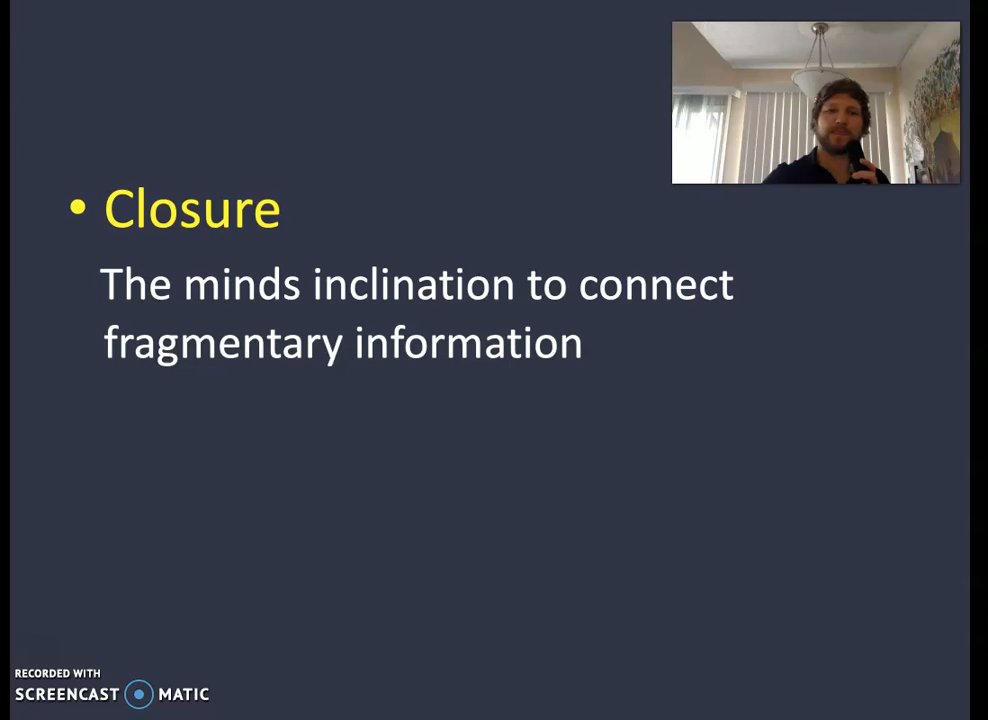 • Closure
The minds inclination to connect
fragmentary information
RECORDED WITH
SCREENCAST MATIC